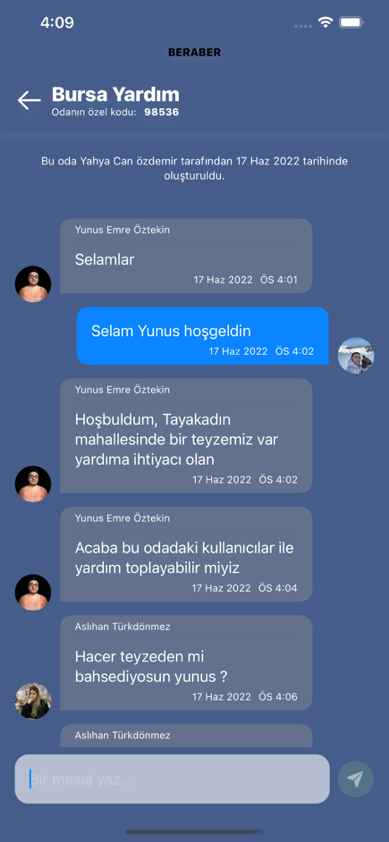 4:09
BERABER
Bursa Yardım
Odanın özel kodu: 98536
Bu oda Yahya Can özdemir tarafından 17 Haz 2022 tarihinde
oluşturuldu.
Yunus Emre Öztekin
Selamlar
17 Haz 2022 ÖS 4:01
Selam Yunus hoşgeldin
17 Haz 2022 ÖS 4:02
Yunus Emre Öztekin
Hoşbuldum, Tayakadın
mahallesinde bir teyzemiz var
yardıma ihtiyacı olan
17 Haz 2022 ÖS 4:02
Yunus Emre Öztekin
Acaba bu odadaki kullanıcılar ile
yardım toplayabilir miyiz
17 Haz 2022 ÖS 4:04
Aslıhan Türkdönmez
Hacer teyzeden mi
bahsediyosun yunus ?
17 Haz 2022 ÖS 4:06
Aslıhan Türkdönmez
Bir mesaj yaz...